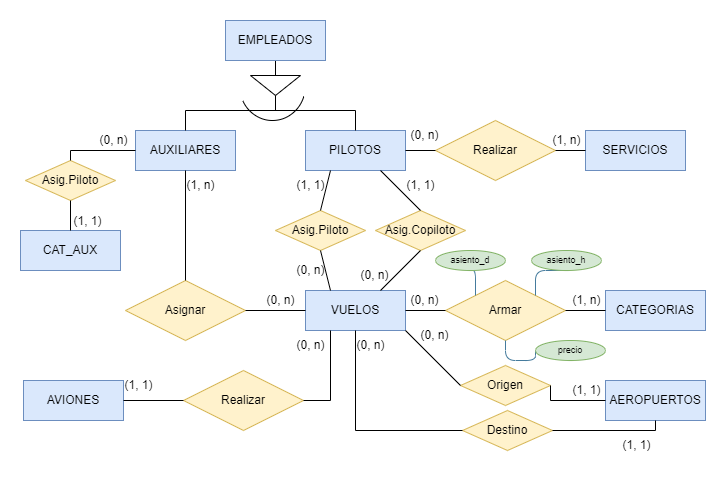 EMPLEADOS
(0, n)
AUXILIARES
PILOTOS
(0, n)
Realizar
(1, n)
SERVICIOS
Asig.Piloto
(1, n)
(1, 1)
(1, 1)
(1, 1)
CAT_AUX
Asig.Piloto
Asig.Copiloto
(0, n)
(0, n)
asiento_d
asiento_h
Asignar
(0, n)
VUELOS
(0, n)
Armar
(1, n)
CATEGORIAS
(0, n)
(0, n)
(0, n)
precio
AVIONES
(1, 1)
Realizar
Origen
(1, 1)
AEROPUERTOS
Destino
(1, 1)